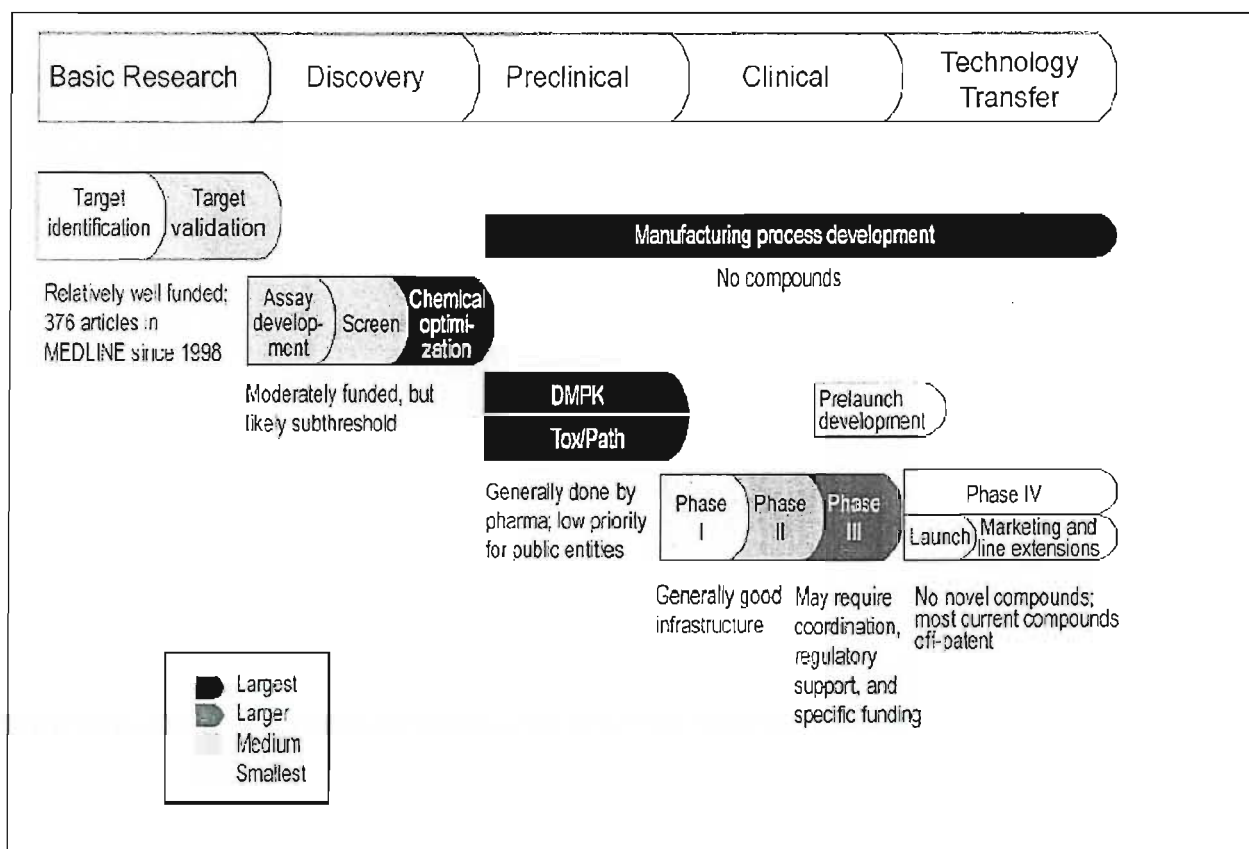 Basic Research
Discovery
Preclinical
Clinical
Technology
Transfer
Target
identification
Target
validation
Manufacturing process development
No compounds
Relatively well funded;
376 articles in
MEDLINE since 1998
Assay
develop-
ment
Screen
Chemical
optimi-
zation
Moderately funded, but
likely subthreshold
DMPK
Tox/Path
Prelaunch
development
Generally done by
pharma; low priority
for public entities
Phase
I
Phase
II
Phase
III
Phase IV
Launch
Marketing and
line extensions
Generally good
infrastructure
May require
coordination,
regulatory
support, and
specific funding
No novel compounds;
most current compounds
off-patent
Largest
Larger
Medium
Smallest